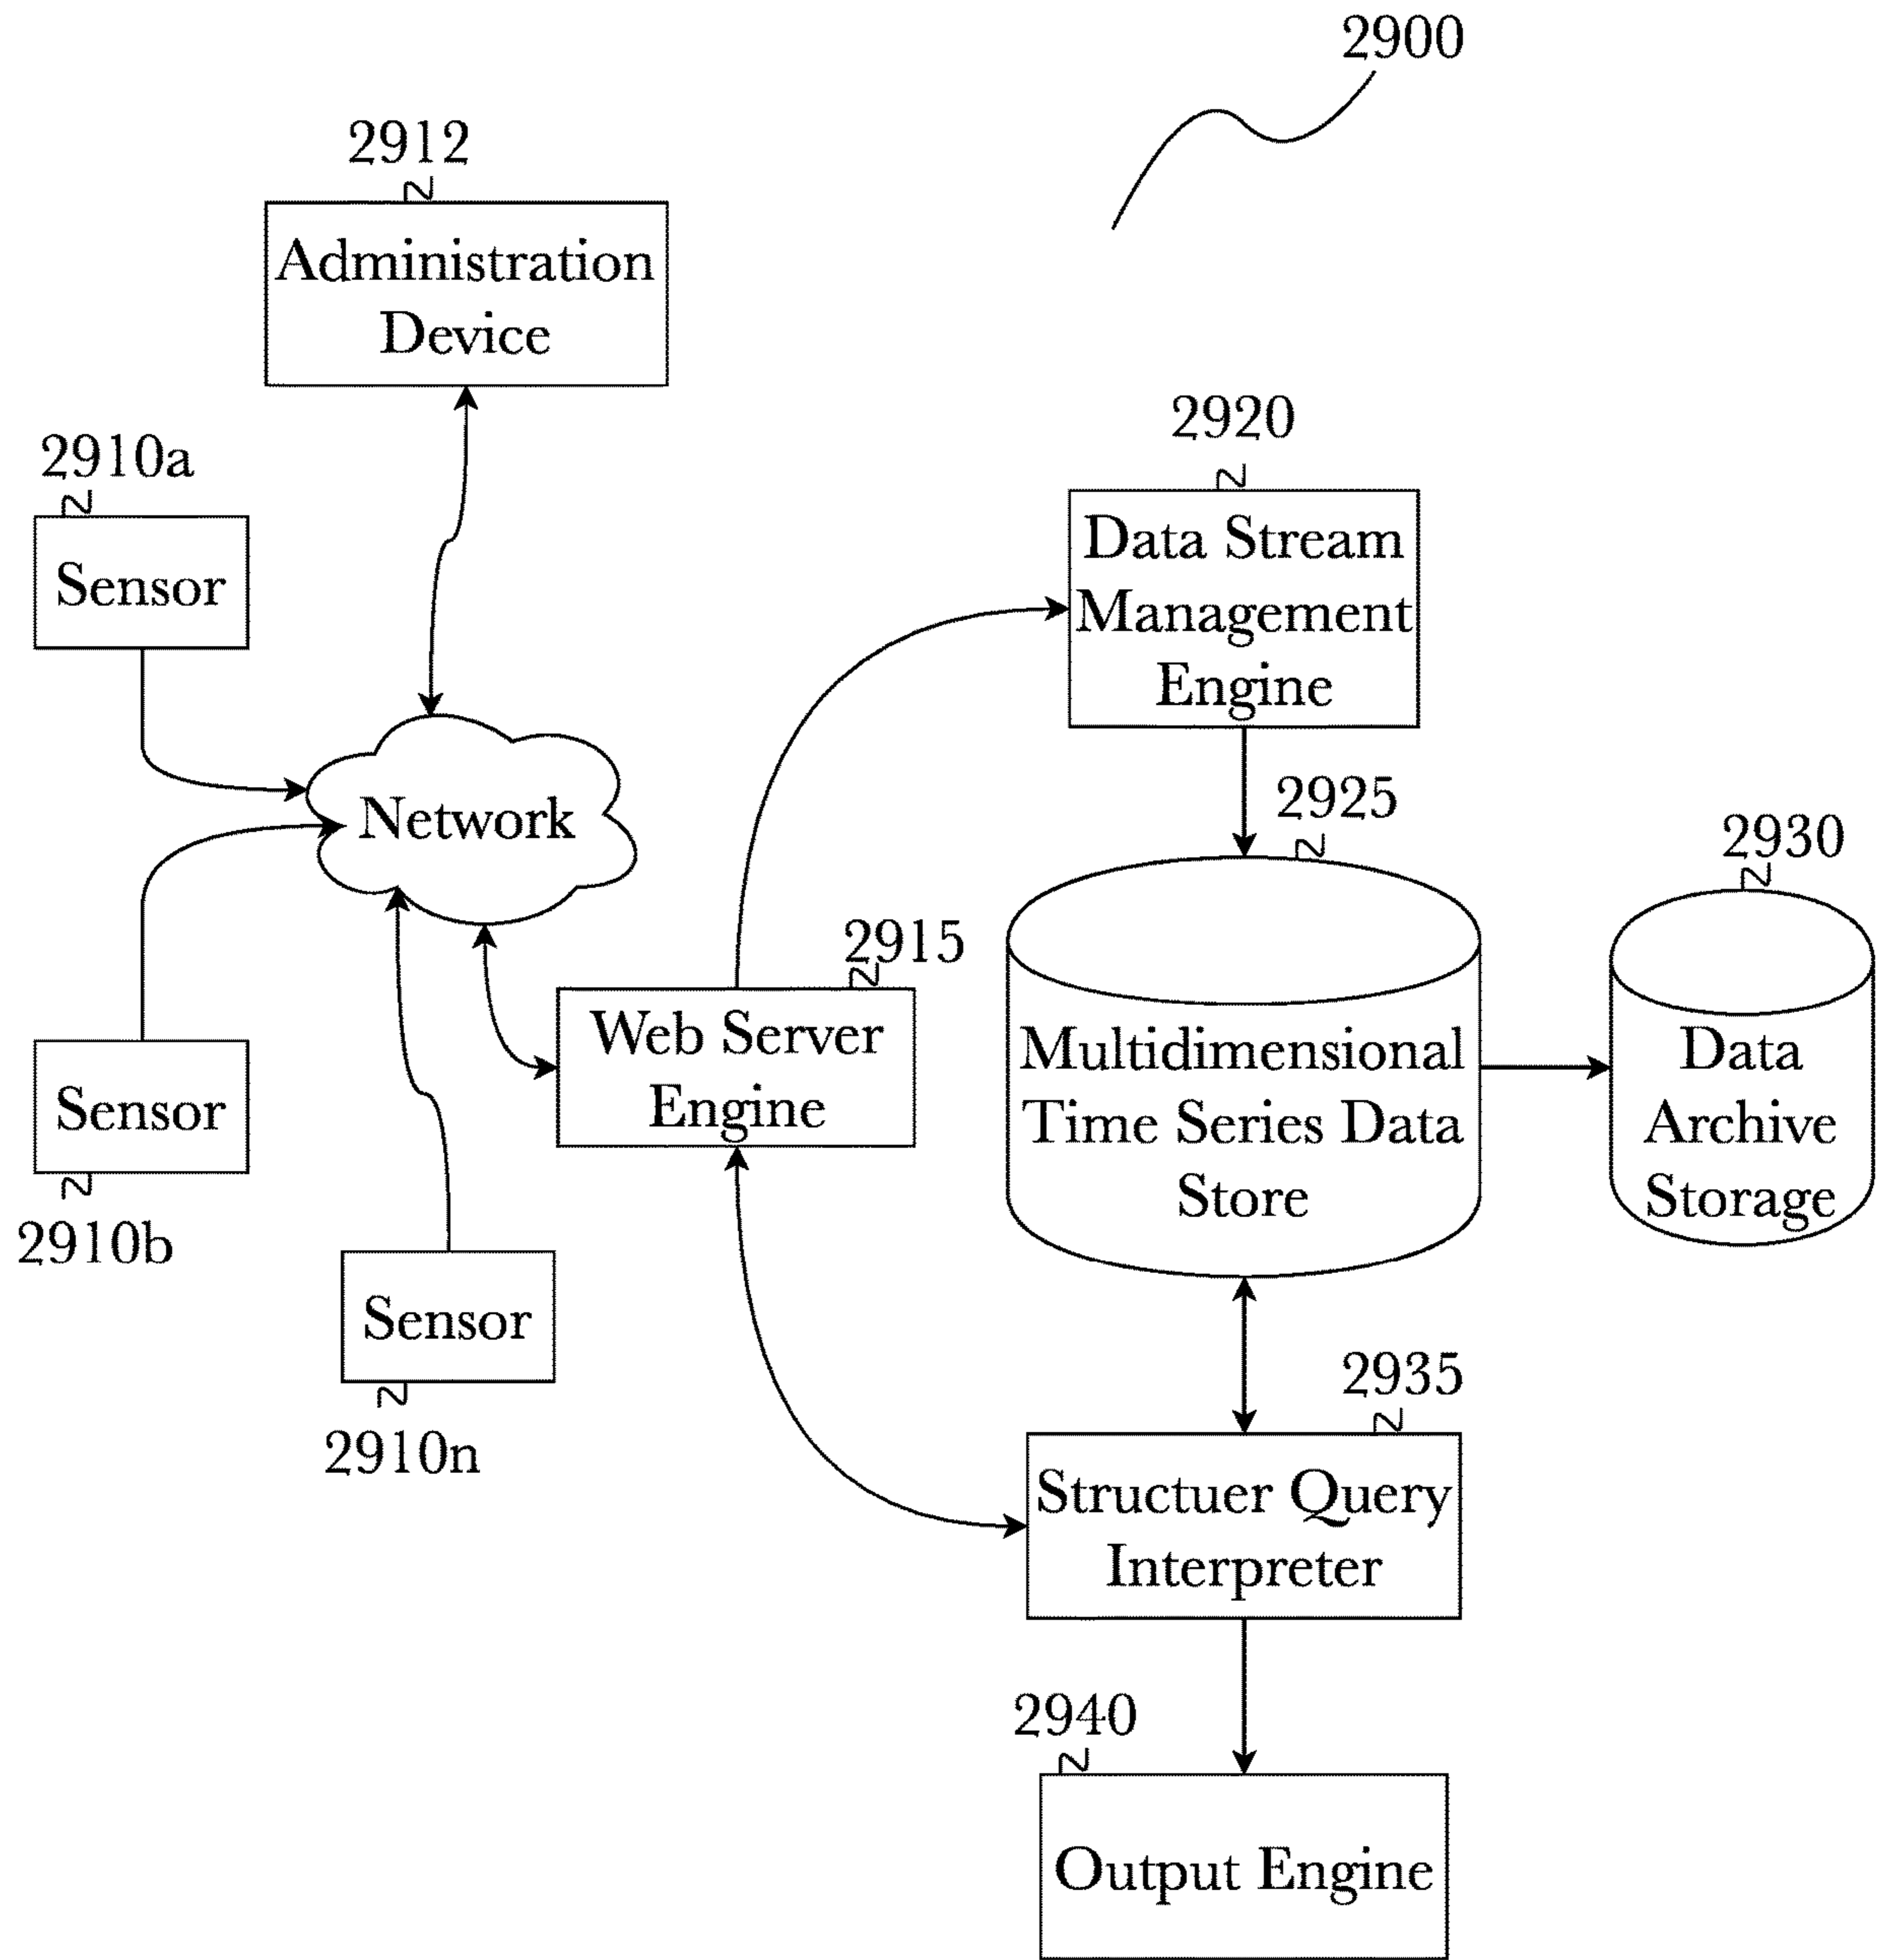 2900
2912
Administration
Device
2910a
Sensor
2920
Data Stream
Management
Engine
Network
2925
2930
2915
Web Server
Engine
Multidimensional
Time Series Data
Store
Data
Archive
Storage
Sensor
2910b
Sensor
2910n
2935
Structuer Query
Interpreter
2940
Output Engine